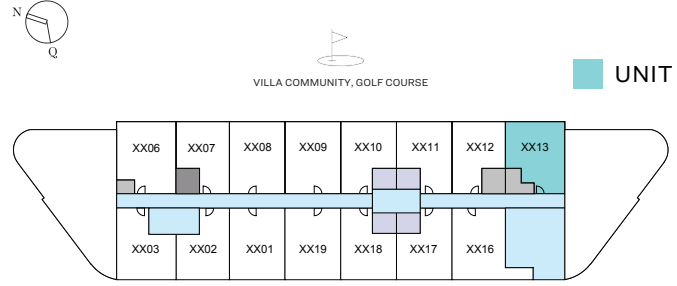 N
Q
VILLA COMMUNITY, GOLF COURSE
UNIT
XX06 XX07 XX08 XX09 XX10 XX11 XX12 XX13
XX03 XX02 XX01 XX19 XX18 XX17 XX16